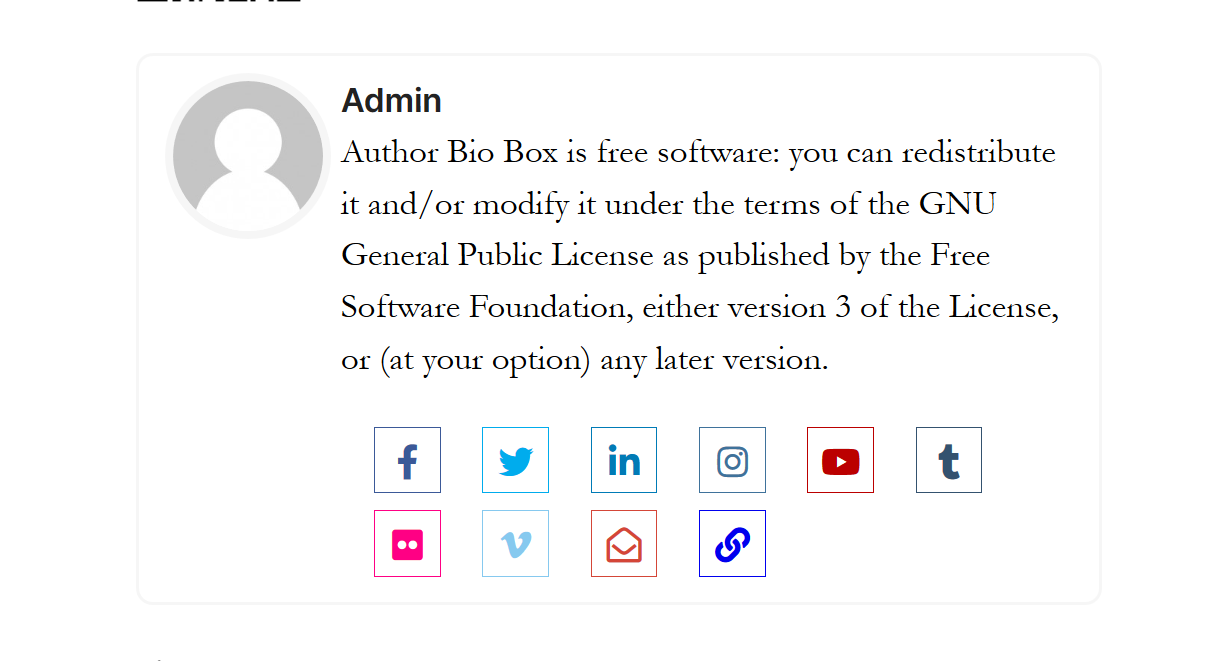 Admin
Author Bio Box is free software: you can redistribute
it and/or modify it under the terms of the GNU
General Public License as published by the Free
Software Foundation, either version 3 of the License,
or (at your option) any later version.